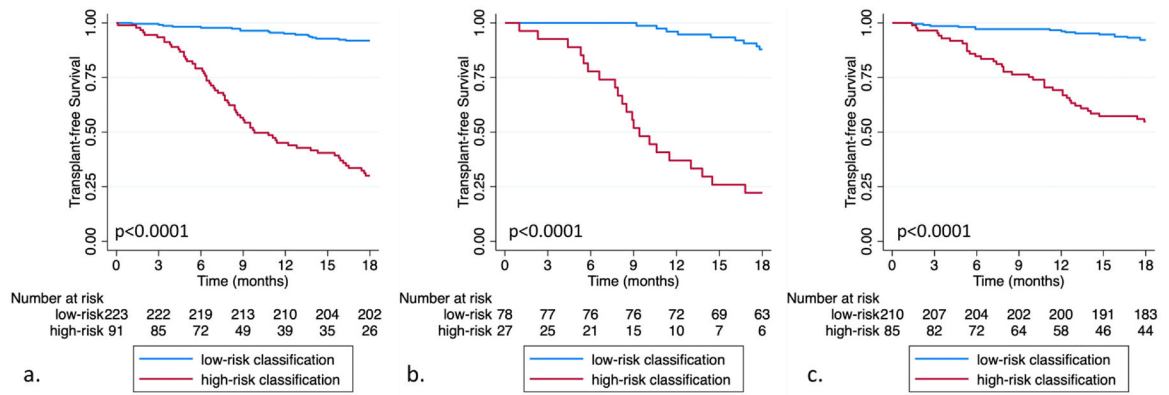 Transplant-free Survival
1.00
0.75
0.50
0.25
0.00
p<0.0001
0 3 6 9 12 15 18
Time (months)
Number at risk
low-risk 223 222 219 213 210 204 202
high-risk 91 85 72 49 39 35 26
low-risk classification
high-risk classification
a.
Transplant-free Survival
1.00
0.75
0.50
0.25
0.00
p<0.0001
0 3 6 9 12 15 18
Time (months)
Number at risk
low-risk 78 77 76 76 72 69 63
high-risk 27 25 21 15 10 7 6
low-risk classification
high-risk classification
b.
Transplant-free Survival
1.00
0.75
0.50
0.25
0.00
p<0.0001
0 3 6 9 12 15 18
Time (months)
Number at risk
low-risk 210 207 204 202 200 191 183
high-risk 85 82 72 64 58 46 44
low-risk classification
high-risk classification
c.